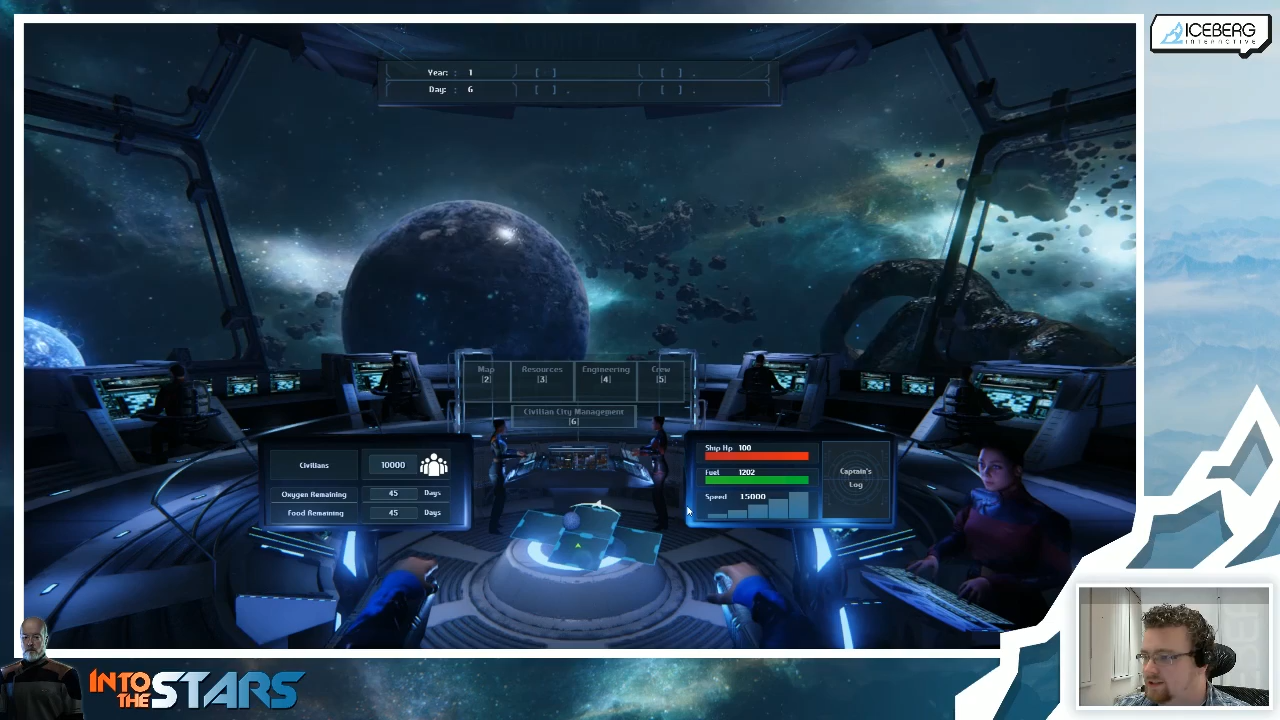 ICEBERG
INTERACTIVE
Year: : 1
Day: : 6
Map
[2]
Resources
[3]
Engineering
[4]
Crew
[5]
Civilian City Management
[6]
Civilians
10000
Oxygen Remaining
45
Days
Food Remaining
45
Days
Ship Hp 100
Fuel 1202
Speed 15000
Captain's
Log
INTO
THE
STARS